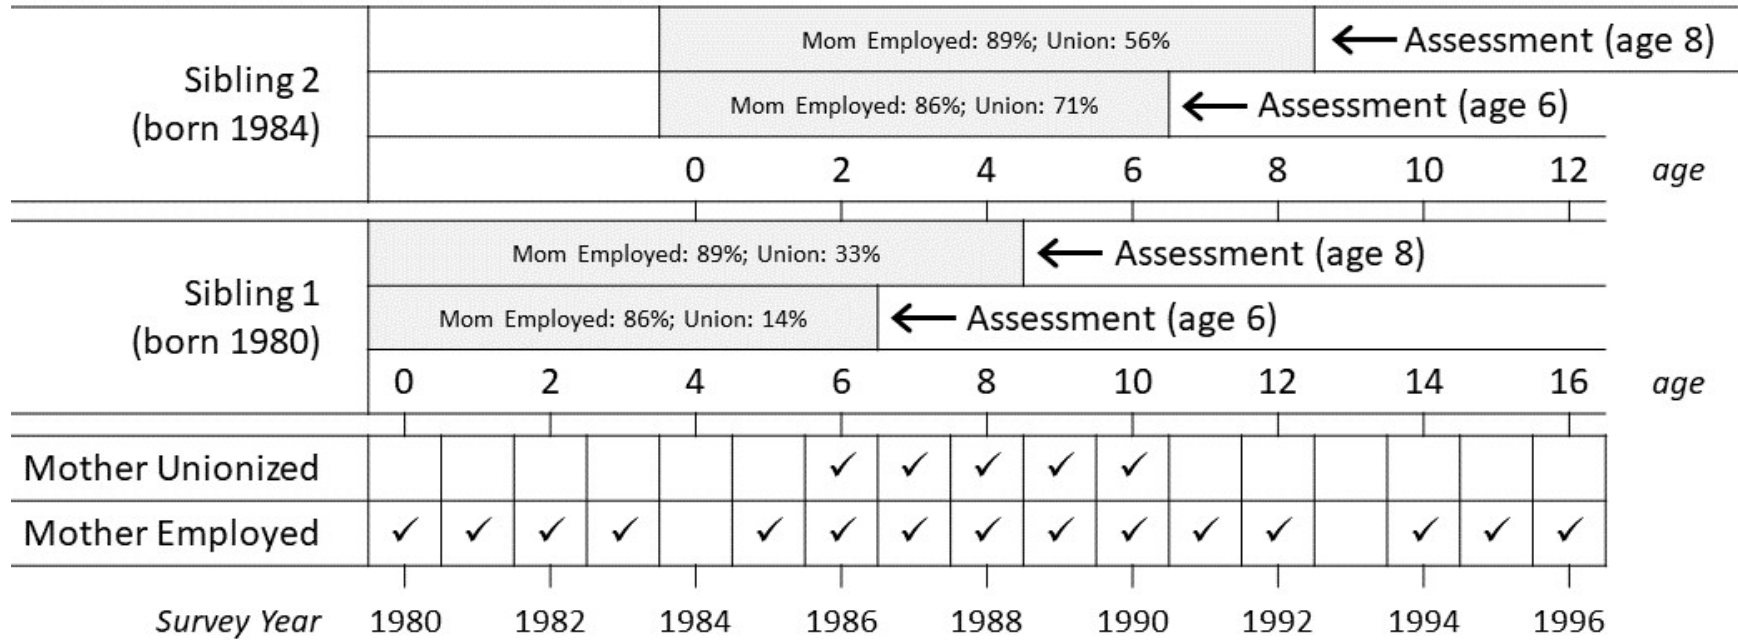 Mom Employed: 89%; Union: 56%
Assessment (age 8)
Sibling 2
(born 1984)
Mom Employed: 86%; Union: 71%
Assessment (age 6)
0 2 4 6 8 10 12 age
Mom Employed: 89%; Union: 33%
Assessment (age 8)
Sibling 1
(born 1980)
Mom Employed: 86%; Union: 14%
Assessment (age 6)
0 2 4 6 8 10 12 14 16 age
Mother Unionized ✓ ✓ ✓ ✓ ✓
Mother Employed ✓ ✓ ✓ ✓ ✓ ✓ ✓ ✓ ✓ ✓ ✓ ✓ ✓ ✓ ✓
Survey Year 1980 1982 1984 1986 1988 1990 1992 1994 1996